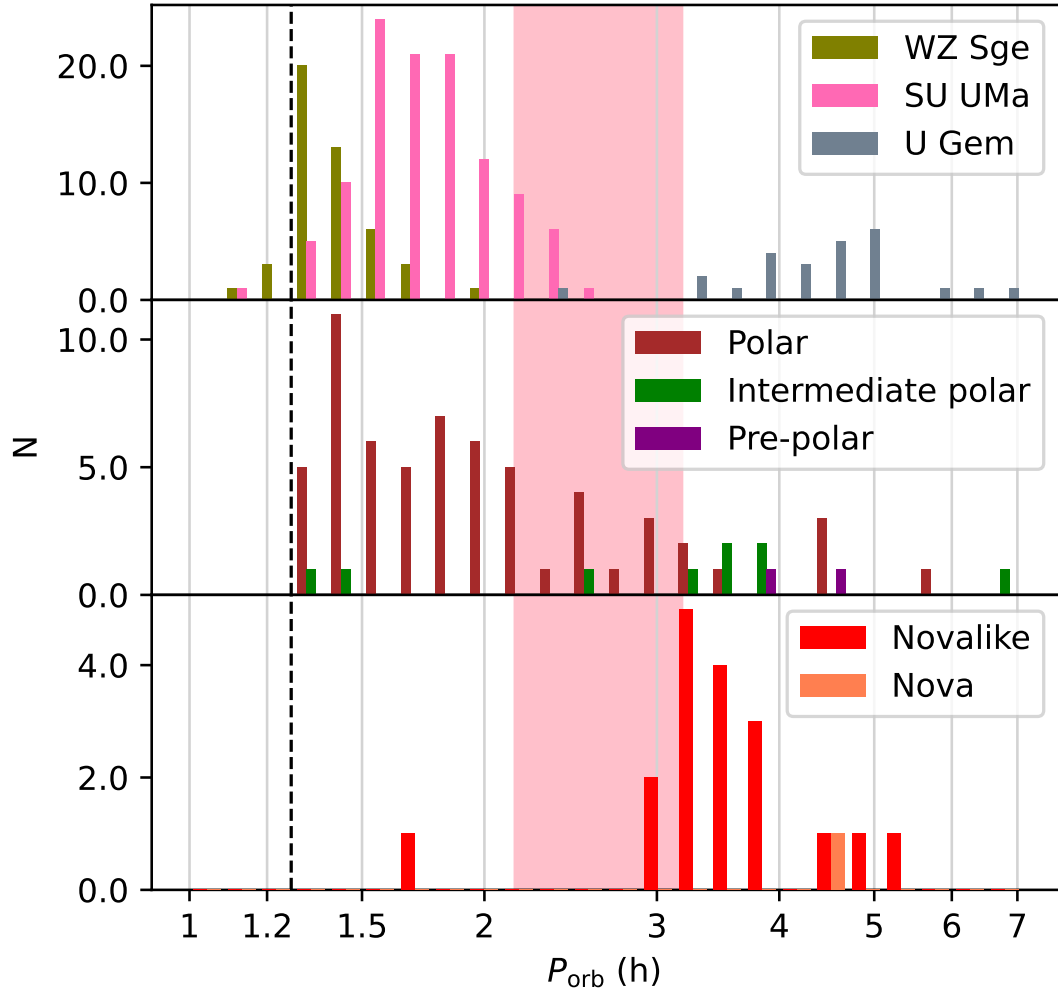 20.0
10.0
0.0
WZ Sge
SU UMa
U Gem
10.0
5.0
0.0
Polar
Intermediate polar
Pre-polar
N
4.0
2.0
0.0
Novalike
Nova
1 1.2 1.5 2 3 4 5 6 7
P_orb (h)